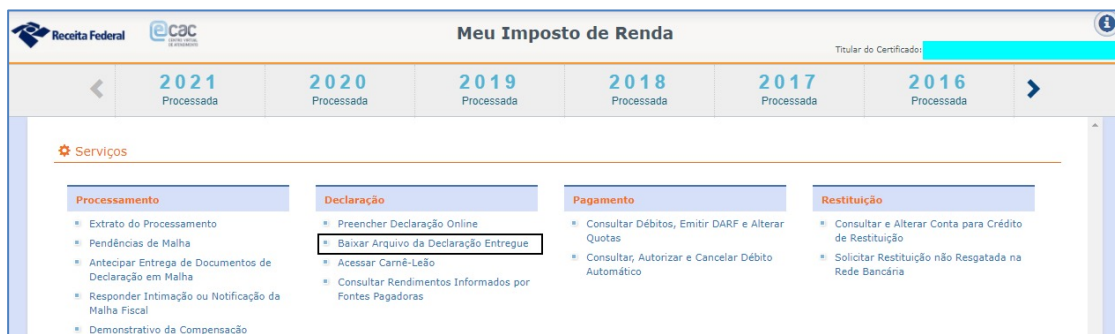 Receita Federal
e cac
Meu Imposto de Renda
Titular do Certificado:
2021
Processada
2020
Processada
2019
Processada
2018
Processada
2017
Processada
2016
Processada
Serviços
Processamento
Extrato do Processamento
Pendências de Malha
Antecipar Entrega de Documentos de
Declaração em Malha
Responder Intimação ou Notificação da
Malha Fiscal
Demonstrativo da Compensação
Declaração
Preencher Declaração Online
Baixar Arquivo da Declaração Entregue
Acessar Carnê-Leão
Consultar Rendimentos Informados por
Fontes Pagadoras
Pagamento
Consultar Débitos, Emitir DARF e Alterar
Quotas
Consultar, Autorizar e Cancelar Débito
Automático
Restituição
Consultar e Alterar Conta para Crédito
de Restituição
Solicitar Restituição não Resgatada na
Rede Bancária